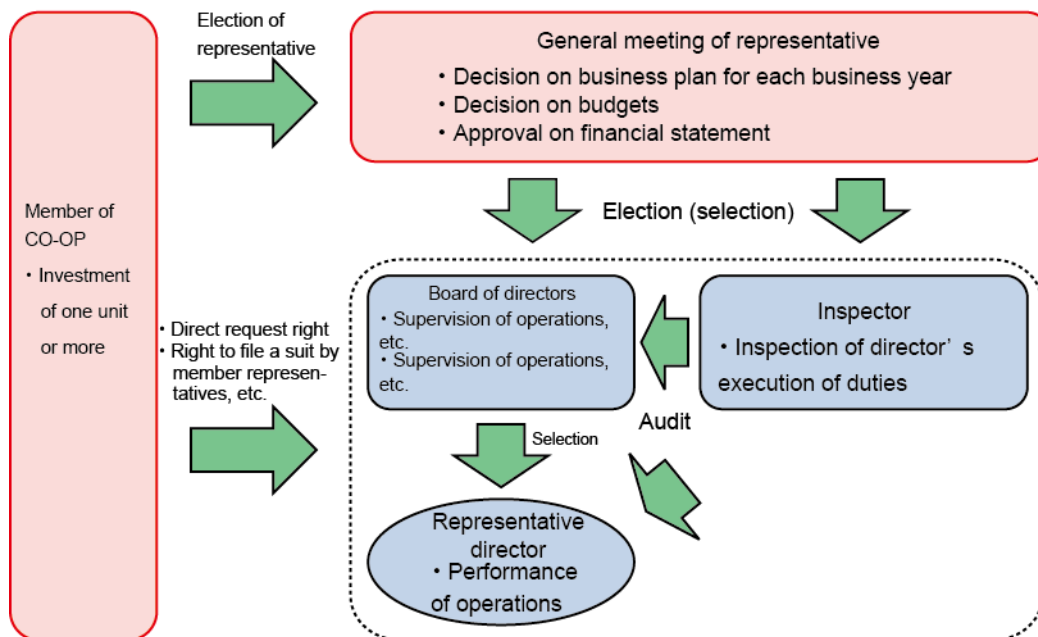 Election of
representative
General meeting of representative
・Decision on business plan for each business year
・Decision on budgets
・Approval on financial statement
Member of
CO-OP
・Investment
of one unit
or more
Election (selection)
・Direct request right
・Right to file a suit by
member represen-
tatives, etc.
Board of directors
・Supervision of operations,
etc.
・Supervision of operations,
etc.
Inspector
・Inspection of director' s
execution of duties
Audit
Selection
Representative
director
・Performance
of operations